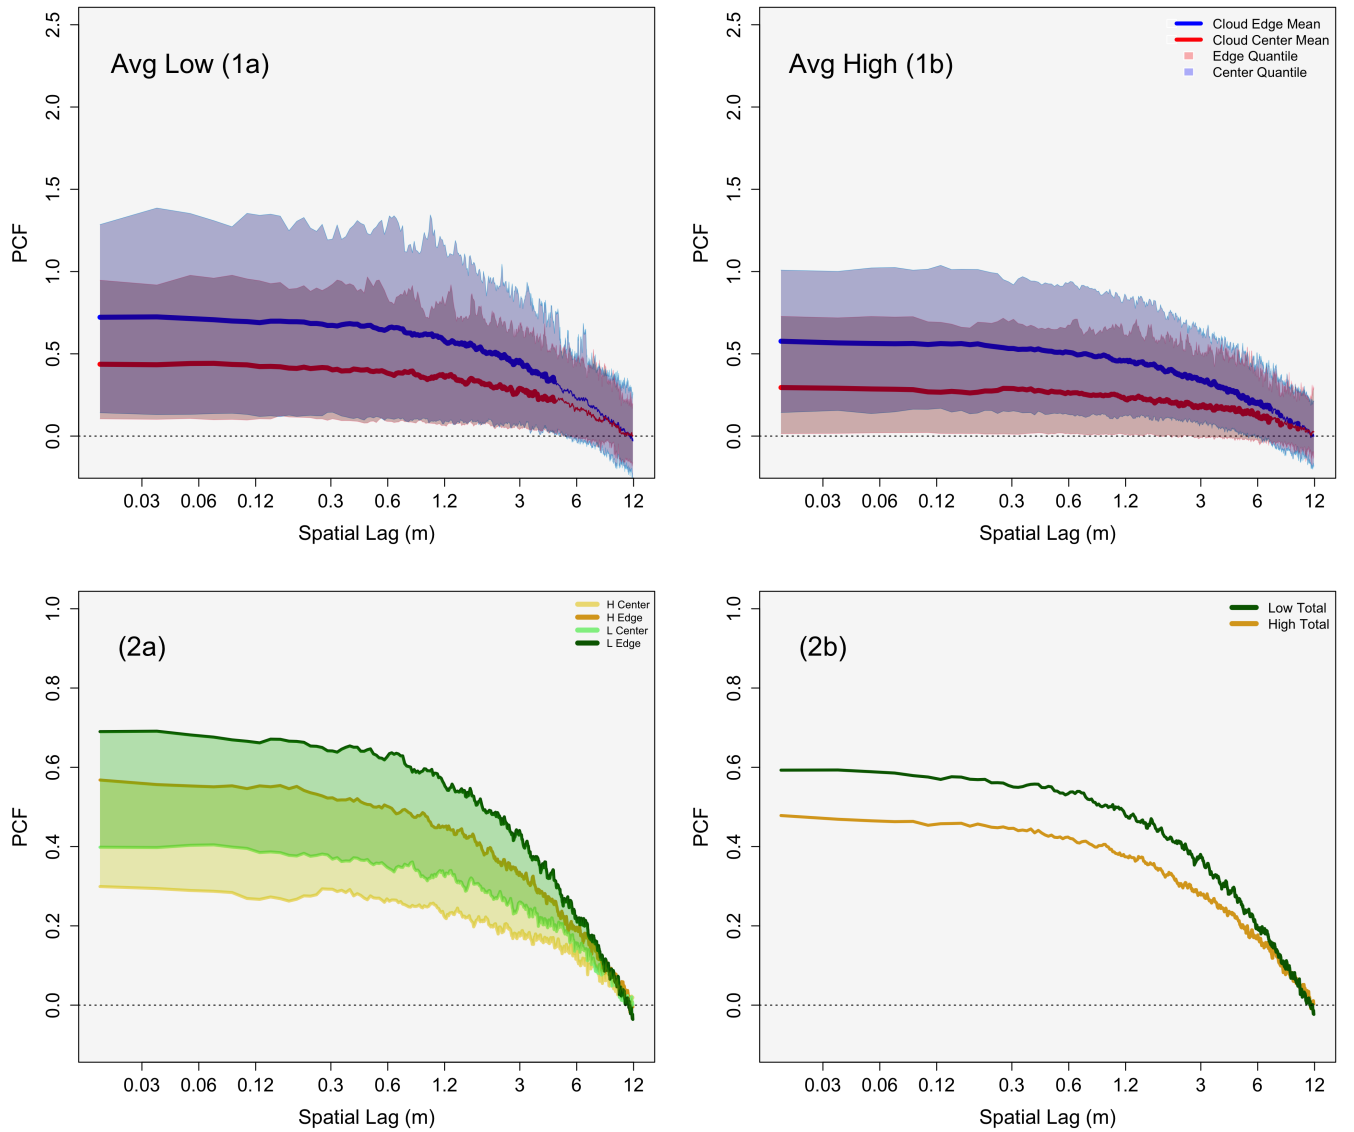 Avg Low (1a)
2.5
2.0
1.5
1.0
0.5
0.0
PCF
0.03 0.06 0.12 0.3 0.6 1.2 3 6 12
Spatial Lag (m)
Avg High (1b)
Cloud Edge Mean
Cloud Center Mean
Edge Quantile
Center Quantile
2.5
2.0
1.5
1.0
0.5
0.0
PCF
0.03 0.06 0.12 0.3 0.6 1.2 3 6 12
Spatial Lag (m)
(2a)
H Center
H Edge
L Center
L Edge
1.0
0.8
0.6
0.4
0.2
0.0
PCF
0.03 0.06 0.12 0.3 0.6 1.2 3 6 12
Spatial Lag (m)
(2b)
Low Total
High Total
1.0
0.8
0.6
0.4
0.2
0.0
PCF
0.03 0.06 0.12 0.3 0.6 1.2 3 6 12
Spatial Lag (m)